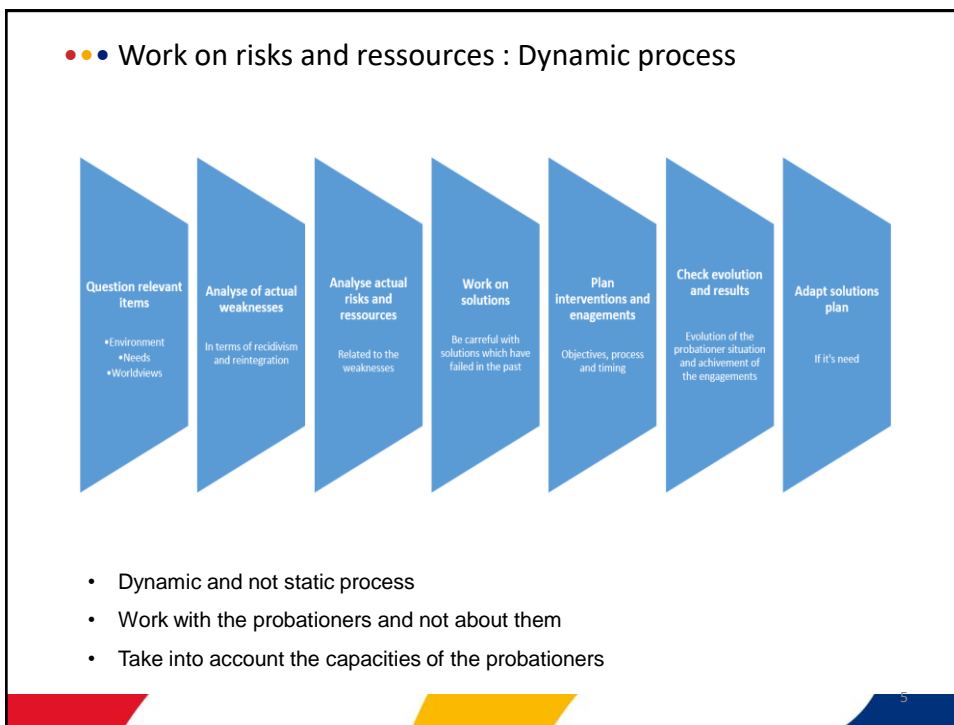 ••• Work on risks and ressources : Dynamic process
Question relevant
items
•Environment
•Needs
•Worldviews
Analyse of actual
weaknesses
In terms of recidivism
and reintegration
Analyse actual
risks and
ressources
Related to the
weaknesses
Work on
solutions
Be carreful with
solutions which have
failed in the past
Plan
interventions and
enagements
Objectives, process
and timing
Check evolution
and results
Evolution of the
probationer situation
and achivement of
the engagements
Adapt solutions
plan
If it's need
• Dynamic and not static process
• Work with the probationers and not about them
• Take into account the capacities of the probationers
5